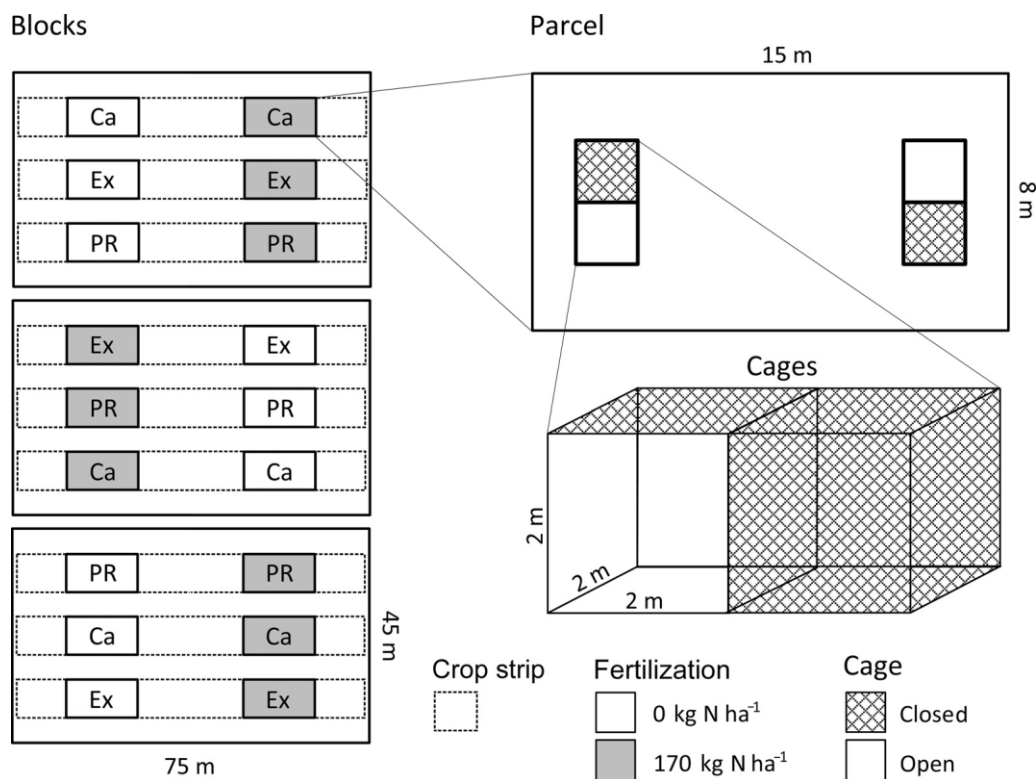 Blocks
Ca Ca
Ex Ex
PR PR
Ex Ex
PR PR
Ca Ca
PR PR
Ca Ca
Ex Ex
45 m
75 m
Parcel
15 m
8 m
Cages
2 m
2 m
2 m
Crop strip
Fertilization
0 kg N ha⁻¹
170 kg N ha⁻¹
Cage
Closed
Open